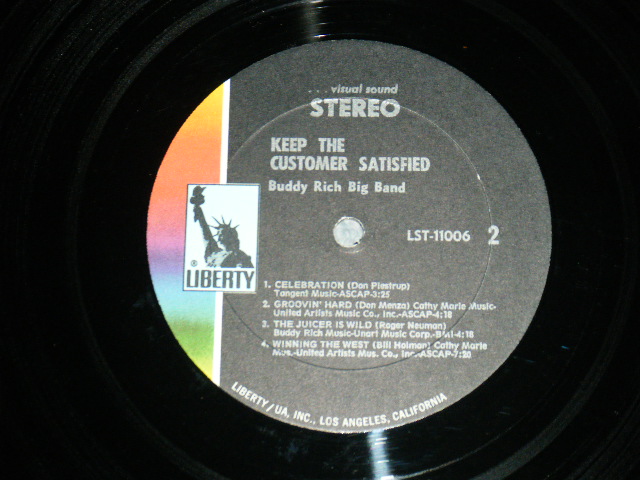 . . . visual sound
STEREO
KEEP THE
CUSTOMER SATISFIED
Buddy Rich Big Band
LST-11006 2
® LIBERTY
1. CELEBRATION (Don Piestrup)
Tangent Music-ASCAP-3:25
2. GROOVIN' HARD (Don Menza) Cathy Marie Music-
United Artists Music Co., Inc.-ASCAP-4:18
3. THE JUICER IS WILD (Roger Neuman)
Buddy Rich Music-Unart Music Corp.-BMI-4:18
4. WINNING THE WEST (Bill Holman) Cathy Marie
Mus.-United Artists Mus. Co., Inc.-ASCAP-7:20
LIBERTY/UA, INC., LOS ANGELES, CALIFORNIA